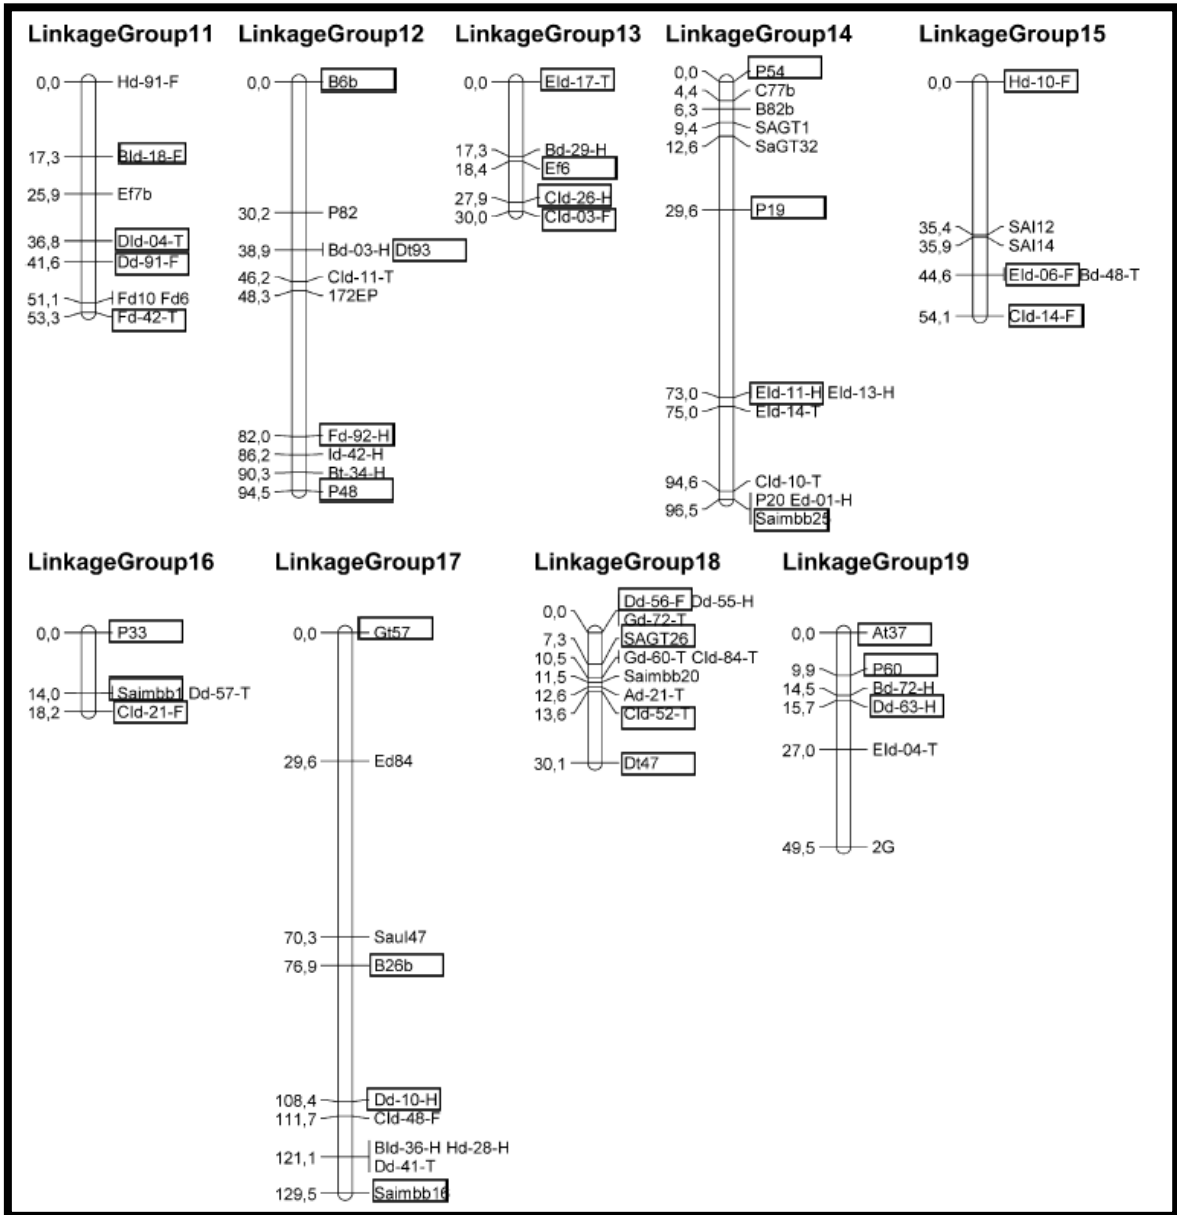 LinkageGroup11
0,0 Hd-91-F
17,3 Bld-18-F
25,9 Ef7b
36,8 Dld-04-T
41,6 Dd-91-F
51,1 Fd10 Fd6
53,3 Fd-42-T
LinkageGroup12
0,0 B6b
30,2 P82
38,9 Bd-03-H Dt93
46,2 Cld-11-T
48,3 172EP
82,0 Fd-92-H
86,2 Id-42-H
90,3 Bt-34-H
94,5 P48
LinkageGroup13
0,0 Eld-17-T
17,3 Bd-29-H
18,4 Ef6
27,9 Cld-26-H
30,0 Cld-03-F
LinkageGroup14
0,0 P54
4,4 C77b
6,3 B82b
9,4 SAGT1
12,6 SaGT32
29,6 P19
73,0 Eld-11-H Eld-13-H
75,0 Eld-14-T
94,6 Cld-10-T
96,5 P20 Ed-01-H
Saimbb25
LinkageGroup15
0,0 Hd-10-F
35,4 SAI12
35,9 SAI14
44,6 Eld-06-F Bd-48-T
54,1 Cld-14-F
LinkageGroup16
0,0 P33
14,0 Saimbb1 Dd-57-T
18,2 Cld-21-F
LinkageGroup17
0,0 Gt57
29,6 Ed84
70,3 Saul47
76,9 B26b
108,4 Dd-10-H
111,7 Cld-48-F
121,1 Bld-36-H Hd-28-H
Dd-41-T
129,5 Saimbb16
LinkageGroup18
0,0 Dd-56-F Dd-55-H
Gd-72-T
7,3 SAGT26
10,5 Gd-60-T Cld-84-T
11,5 Saimbb20
12,6 Ad-21-T
13,6 Cld-52-T
30,1 Dt47
LinkageGroup19
0,0 At37
9,9 P60
14,5 Bd-72-H
15,7 Dd-63-H
27,0 Eld-04-T
49,5 2G